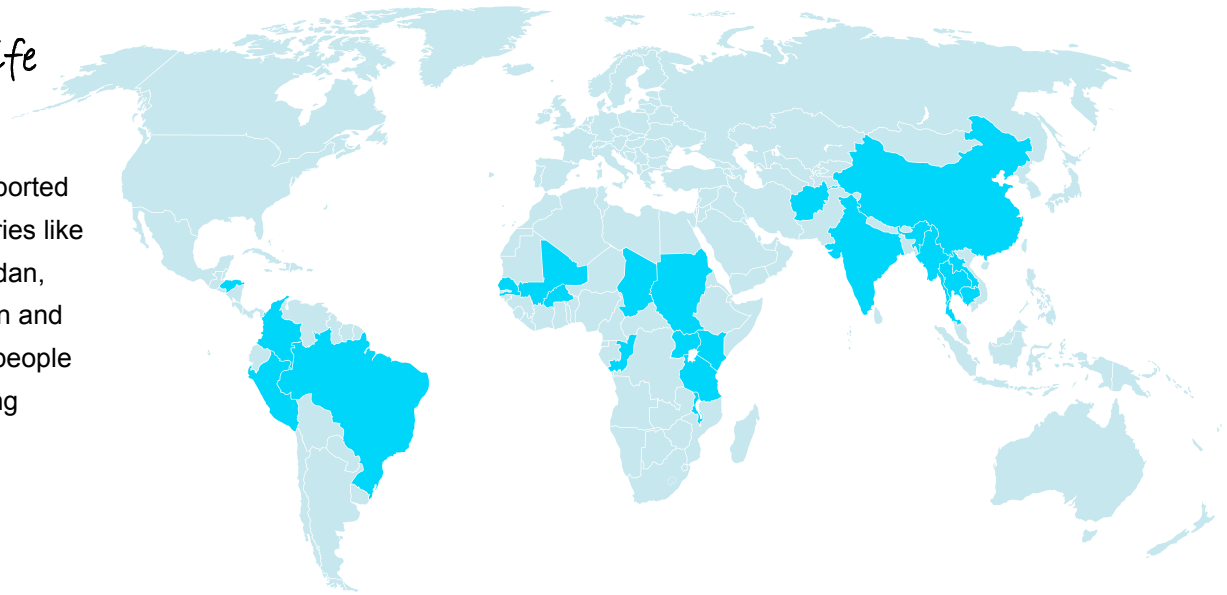 ife
ported
ries like
dan,
n and
people
ng